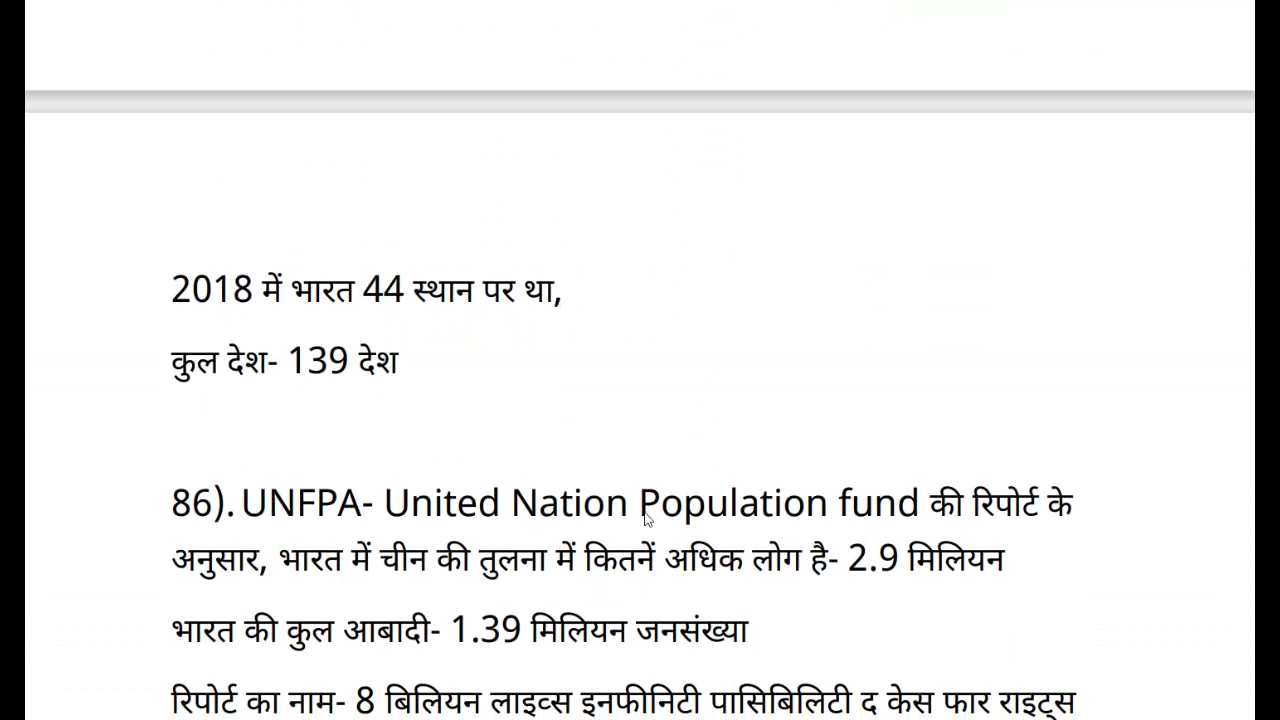 2018 में भारत 44 स्थान पर था,
कुल देश- 139 देश
86). UNFPA- United Nation Population fund की रिपोर्ट के
अनुसार, भारत में चीन की तुलना में कितनें अधिक लोग है- 2.9 मिलियन
भारत की कुल आबादी- 1.39 मिलियन जनसंख्या
रिपोर्ट का नाम- 8 बिलियन लाइव्स इनफीनिटी पासिबिलिटी द केस फार राइट्स